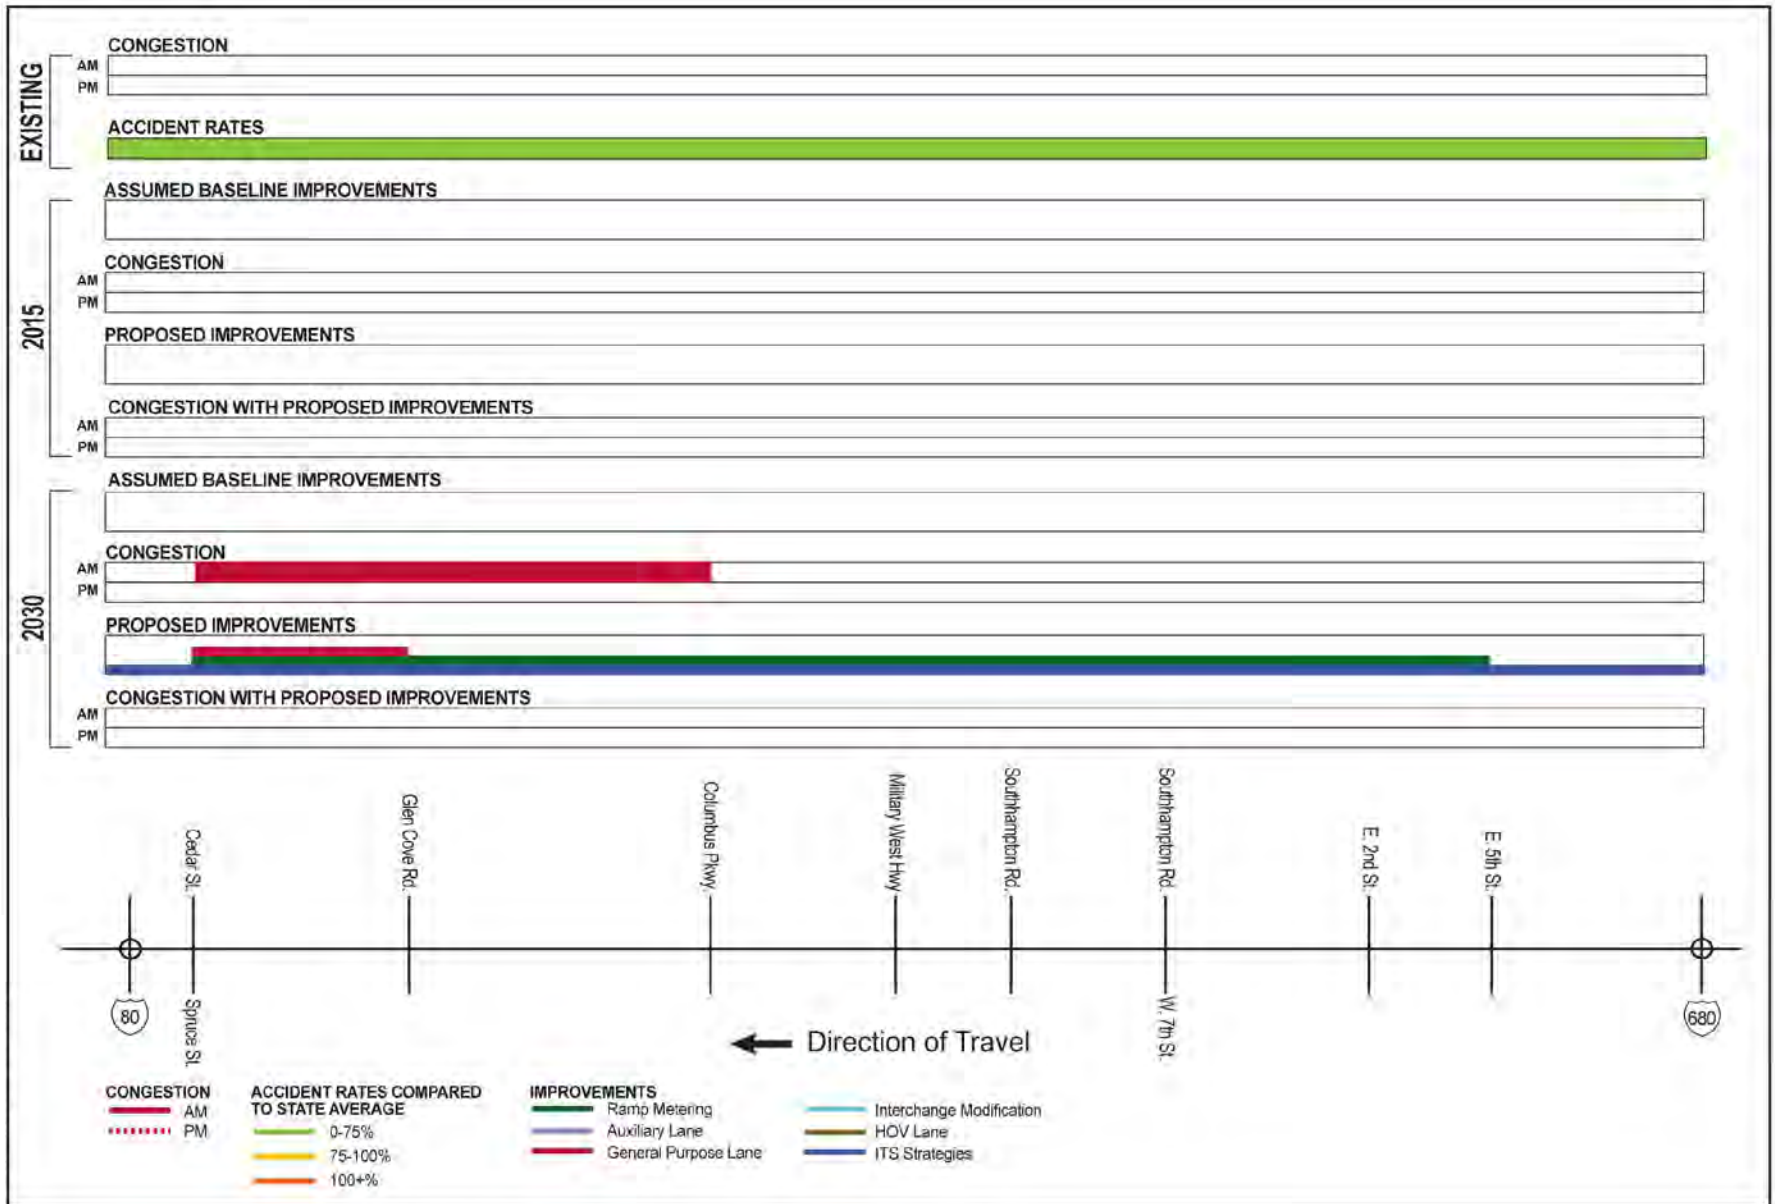 EXISTING
CONGESTION
AM
PM
ACCIDENT RATES
2015
ASSUMED BASELINE IMPROVEMENTS
CONGESTION
AM
PM
PROPOSED IMPROVEMENTS
CONGESTION WITH PROPOSED IMPROVEMENTS
AM
PM
2030
ASSUMED BASELINE IMPROVEMENTS
CONGESTION
AM
PM
PROPOSED IMPROVEMENTS
CONGESTION WITH PROPOSED IMPROVEMENTS
AM
PM
Cedar St.
Glen Cove Rd.
Columbus Pkwy.
Military West Hwy
Southhampton Rd.
Southhampton Rd.
E. 2nd St.
E. 5th St.
80
Spruce St.
W. 7th St.
680
Direction of Travel
CONGESTION
AM
PM
ACCIDENT RATES COMPARED
TO STATE AVERAGE
0-75%
75-100%
100+%
IMPROVEMENTS
Ramp Metering
Auxiliary Lane
General Purpose Lane
Interchange Modification
HOV Lane
ITS Strategies